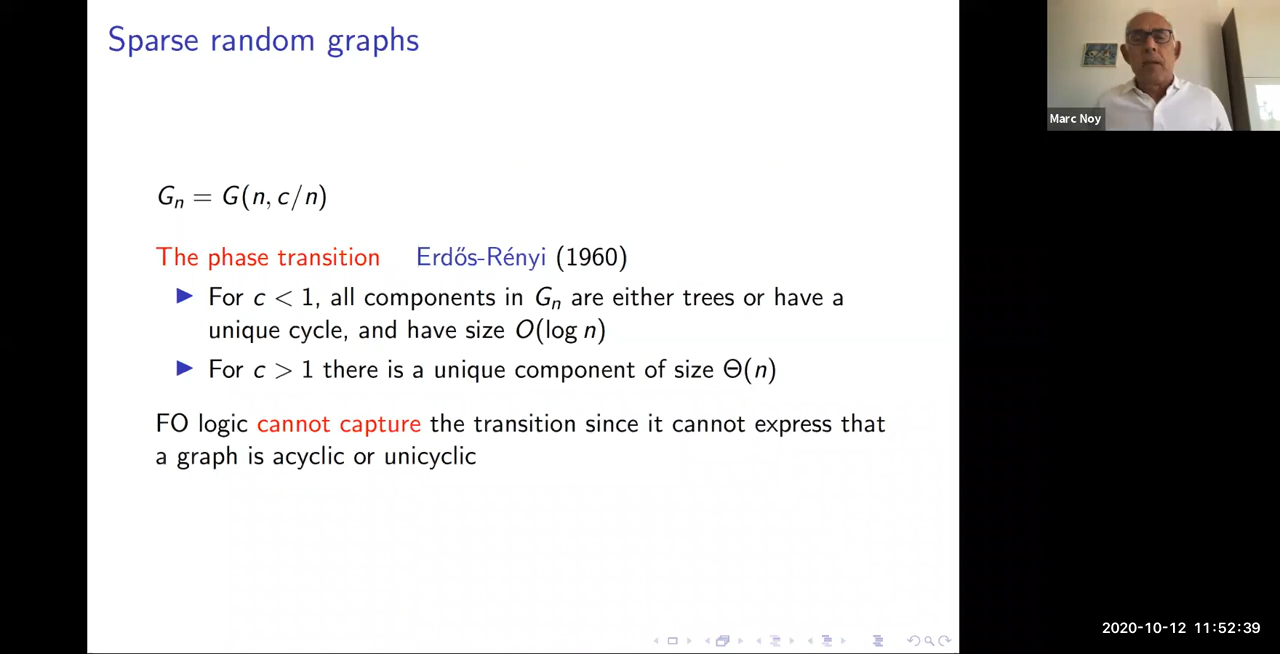 Sparse random graphs
Marc Noy
Gₙ = G(n, c/n)
The phase transition Erdős-Rényi (1960)
▶ For c < 1, all components in Gₙ are either trees or have a
unique cycle, and have size O(log n)
▶ For c > 1 there is a unique component of size Θ(n)
FO logic cannot capture the transition since it cannot express that
a graph is acyclic or unicyclic
2020-10-12 11:52:39